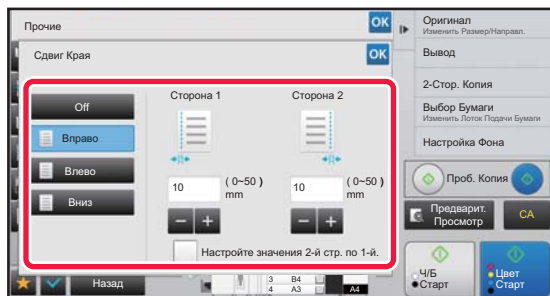 Прочие
OK
Сдвиг Края
OK
Off
Вправо
Влево
Вниз
Сторона 1
Сторона 2
10
( 0~50 )
mm
10
( 0~50 )
mm
− +
− +
Настройте значения 2-й стр. по 1-й.
Назад
3 B4
4 A3
A4
Оригинал
Изменить Размер/Направл.
Вывод
2-Стор. Копия
Выбор Бумаги
Изменить Лоток Подачи Бумаги
Настройка Фона
Проб. Копия
Предварит.
Просмотр
CA
Ч/Б
Старт
Цвет
Старт